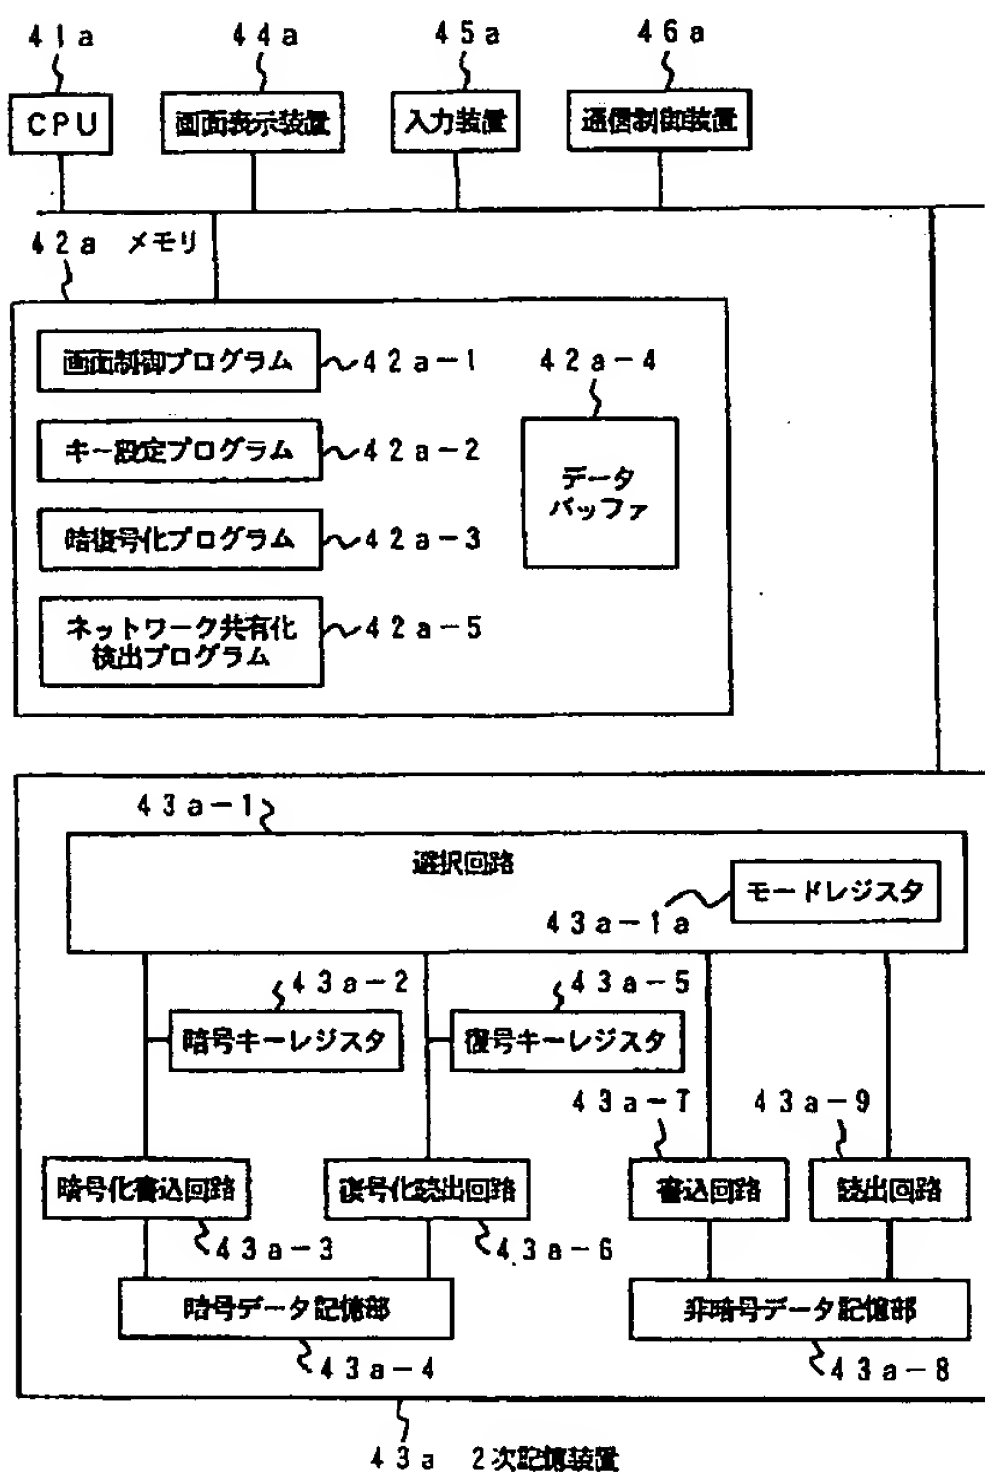 41a 44a 45a 46a
CPU 画面表示装置 入力装置 通信制御装置
42a メモリ
画面制御プログラム 42a-1 42a-4
キー設定プログラム 42a-2
データ
バッファ
暗復号化プログラム 42a-3
ネットワーク共有化
検出プログラム
42a-5
43a-1
選択回路
モードレジスタ
43a-1a
43a-2 43a-5
暗号キーレジスタ 復号キーレジスタ
43a-7 43a-9
暗号化書込回路 復号化読出回路 書込回路 読出回路
43a-3 43a-6
暗号データ記憶部 非暗号データ記憶部
43a-4 43a-8
43a 2次記憶装置